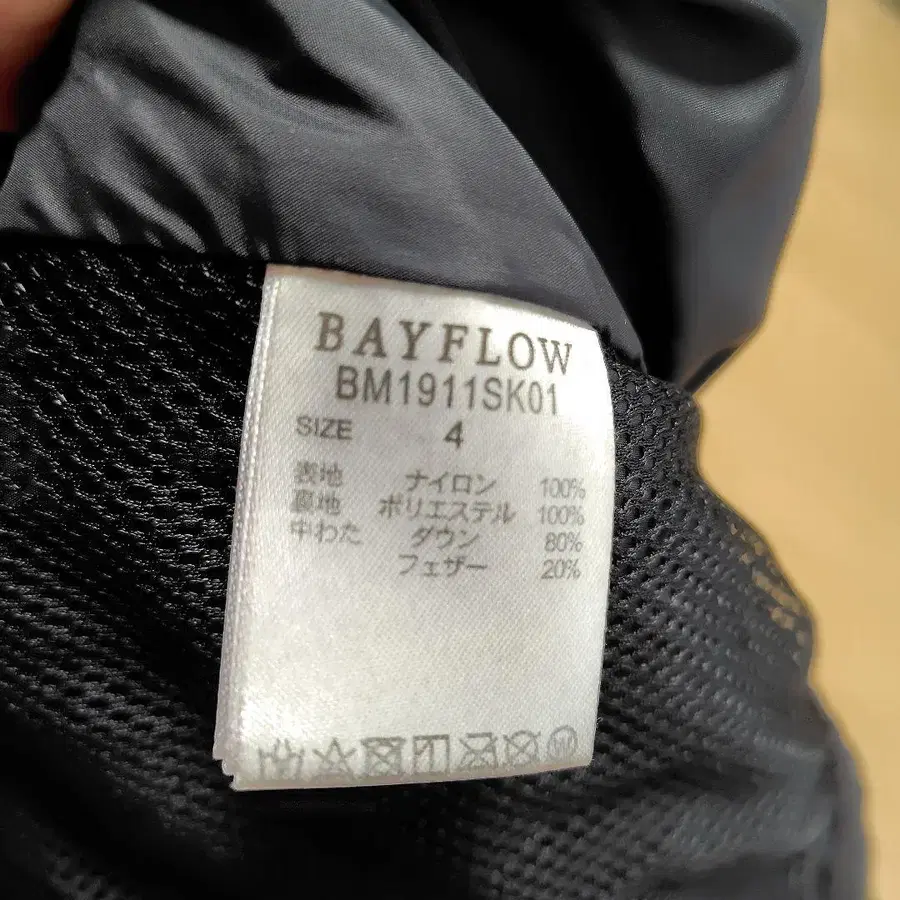 BAYFLOW
BM1911SK01
SIZE 4
表地 ナイロン 100%
裏地 ポリエステル 100%
中わた ダウン 80%
フェザー 20%